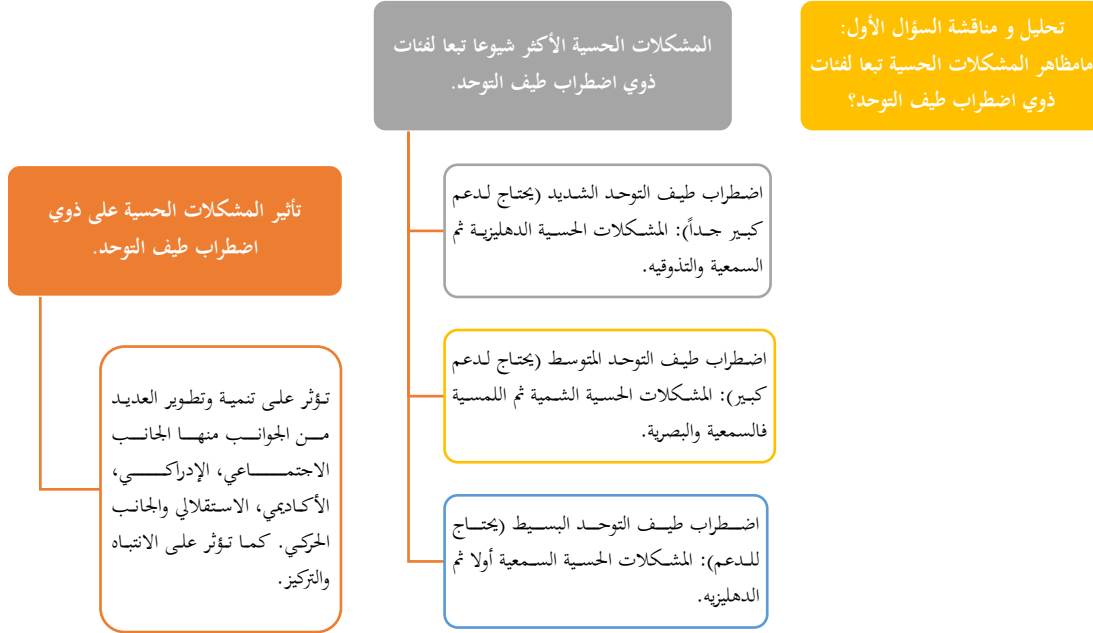 تحليل و مناقشة السؤال الأول:
مامظاهر المشكلات الحسية تبعا لفئات
ذوي اضطراب طيف التوحد؟
المشكلات الحسية الأكثر شيوعا تبعا لفئات
ذوي اضطراب طيف التوحد.
اضطراب طيف التوحد الشديد (يحتاج لدعم
كبير جداً): المشكلات الحسية الدهليزية ثم
السمعية والتذوقيه.
اضطراب طيف التوحد المتوسط (يحتاج لدعم
كبير): المشكلات الحسية الشمية ثم اللمسية
فالسمعية والبصرية.
اضطراب طيف التوحد البسيط (يحتاج
للدعم): المشكلات الحسية السمعية أولا ثم
الدهليزيه.
تأثير المشكلات الحسية على ذوي
اضطراب طيف التوحد.
تؤثر على تنمية وتطوير العديد
من الجوانب منها الجانب
الاجتماعي، الإدراكي،
الأكاديمي، الاستقلالي والجانب
الحركي. كما تؤثر على الانتباه
والتركيز.